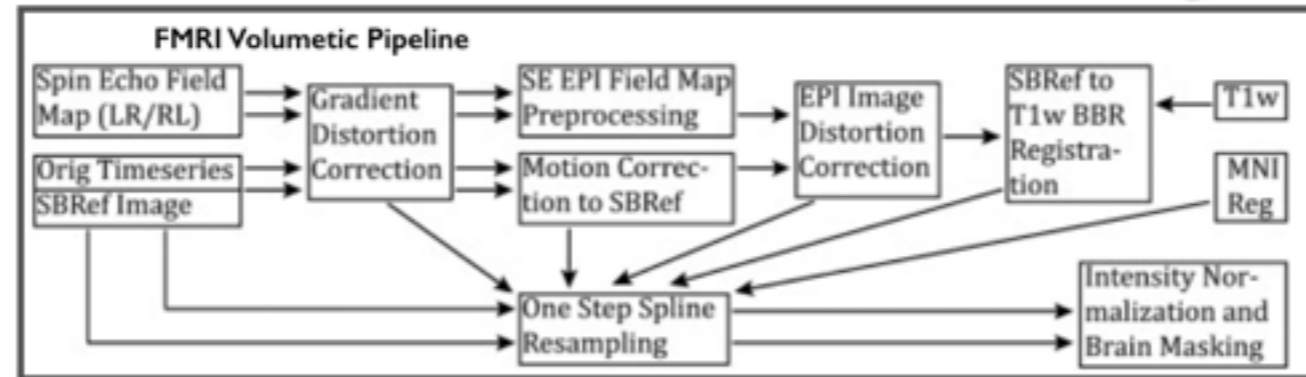 FMRI Volumetic Pipeline
Spin Echo Field
Map (LR/RL)
Orig Timeseries
SBRef Image
Gradient
Distortion
Correction
SE EPI Field Map
Preprocessing
Motion Correc-
tion to SBRef
EPI Image
Distortion
Correction
SBRef to
T1w BBR
Registra-
tion
T1w
MNI
Reg
One Step Spline
Resampling
Intensity Nor-
malization and
Brain Masking